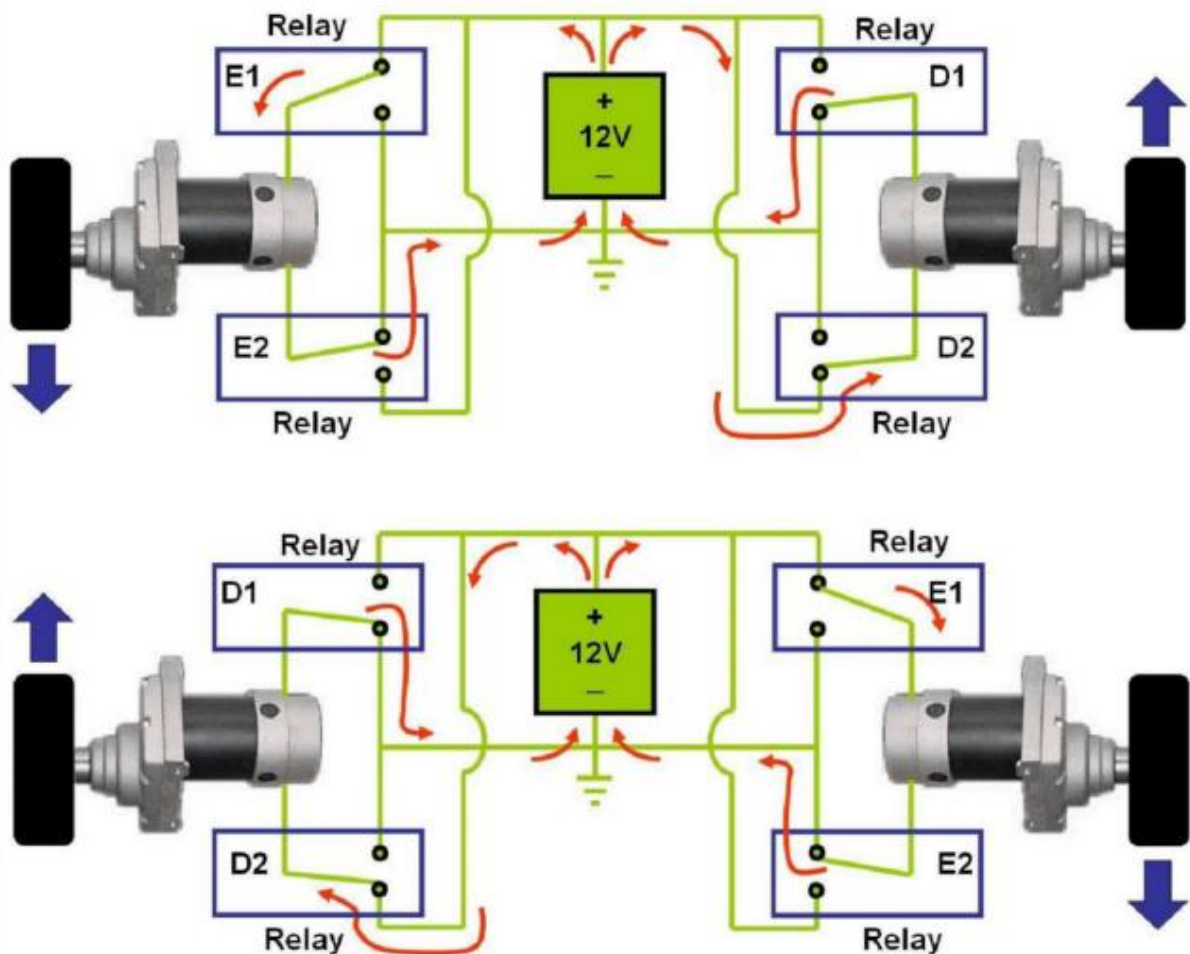 Relay
Relay
E1
D1
+
12V
–
E2
D2
Relay
Relay
Relay
Relay
D1
E1
+
12V
–
D2
E2
Relay
Relay